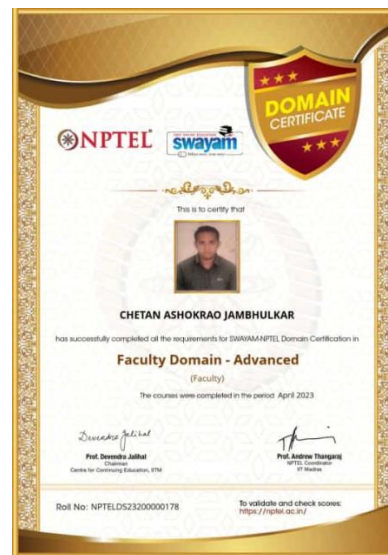 DOMAIN
CERTIFICATE
NPTEL
swayam
This is to certify that
CHETAN ASHOKRAO JAMBHULKAR
has successfully completed all the requirements for SWAYAM-NPTEL Domain Certification in
Faculty Domain - Advanced
(Faculty)
The courses were completed in the period April 2023
Devendra Jalihal
Prof. Devendra Jalihal
Chairman
Centre for Continuing Education, IITM
Prof. Andrew Thangaraj
NPTEL Coordinator
IIT Madras
Roll No: NPTELDS23200000178
To validate and check scores:
https://nptel.ac.in/